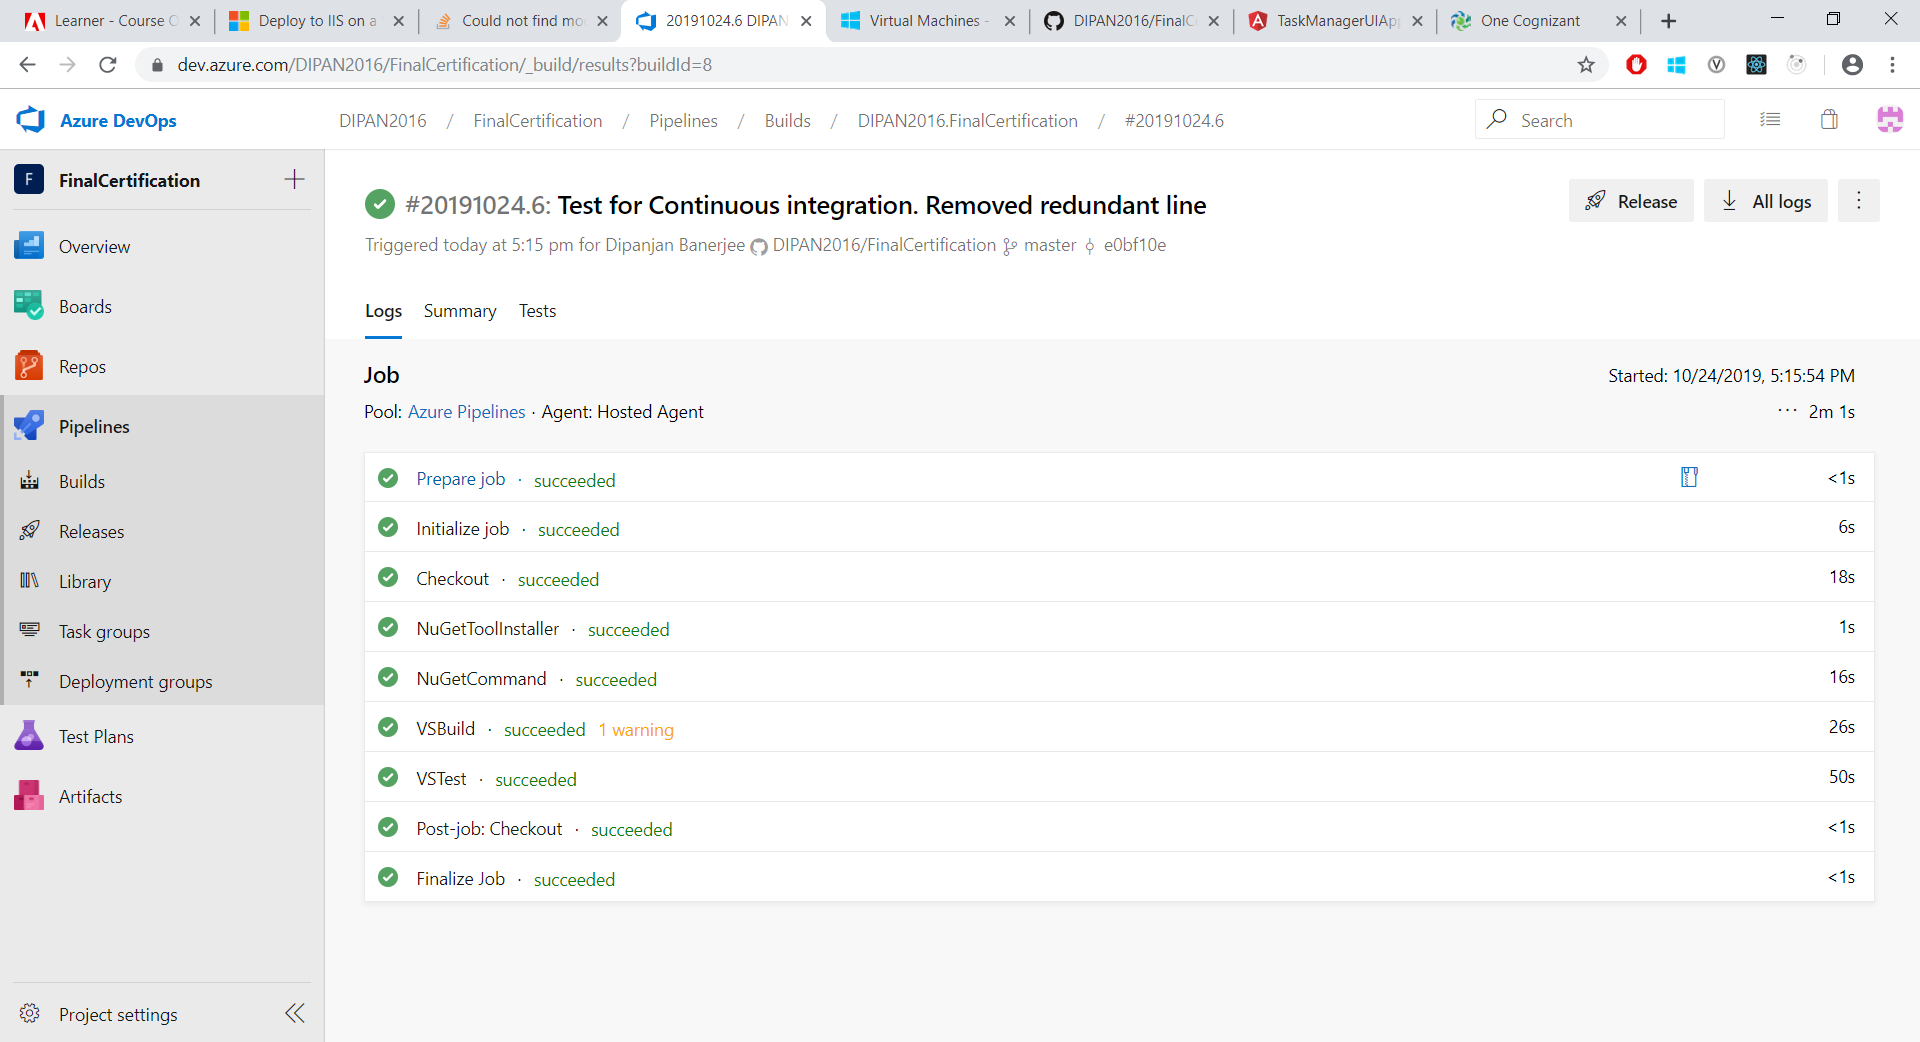 Learner - Course O
Deploy to IIS on a
Could not find mo
20191024.6 DIPAN
Virtual Machines -
DIPAN2016/FinalC
TaskManagerUIAp
One Cognizant
dev.azure.com/DIPAN2016/FinalCertification/_build/results?buildId=8
Azure DevOps
DIPAN2016 / FinalCertification / Pipelines / Builds / DIPAN2016.FinalCertification / #20191024.6
Search
F FinalCertification
Overview
Boards
Repos
Pipelines
Builds
Releases
Library
Task groups
Deployment groups
Test Plans
Artifacts
Project settings
#20191024.6: Test for Continuous integration. Removed redundant line
Release
All logs
Triggered today at 5:15 pm for Dipanjan Banerjee DIPAN2016/FinalCertification master e0bf10e
Logs Summary Tests
Job
Started: 10/24/2019, 5:15:54 PM
Pool: Azure Pipelines · Agent: Hosted Agent
··· 2m 1s
Prepare job · succeeded <1s
Initialize job · succeeded 6s
Checkout · succeeded 18s
NuGetToolInstaller · succeeded 1s
NuGetCommand · succeeded 16s
VSBuild · succeeded 1 warning 26s
VSTest · succeeded 50s
Post-job: Checkout · succeeded <1s
Finalize Job · succeeded <1s